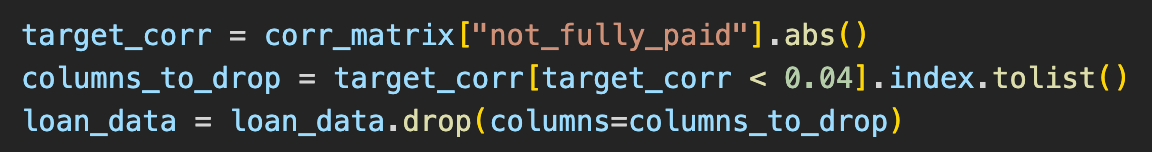 target_corr = corr_matrix["not_fully_paid"].abs()
columns_to_drop = target_corr[target_corr < 0.04].index.tolist()
loan_data = loan_data.drop(columns=columns_to_drop)